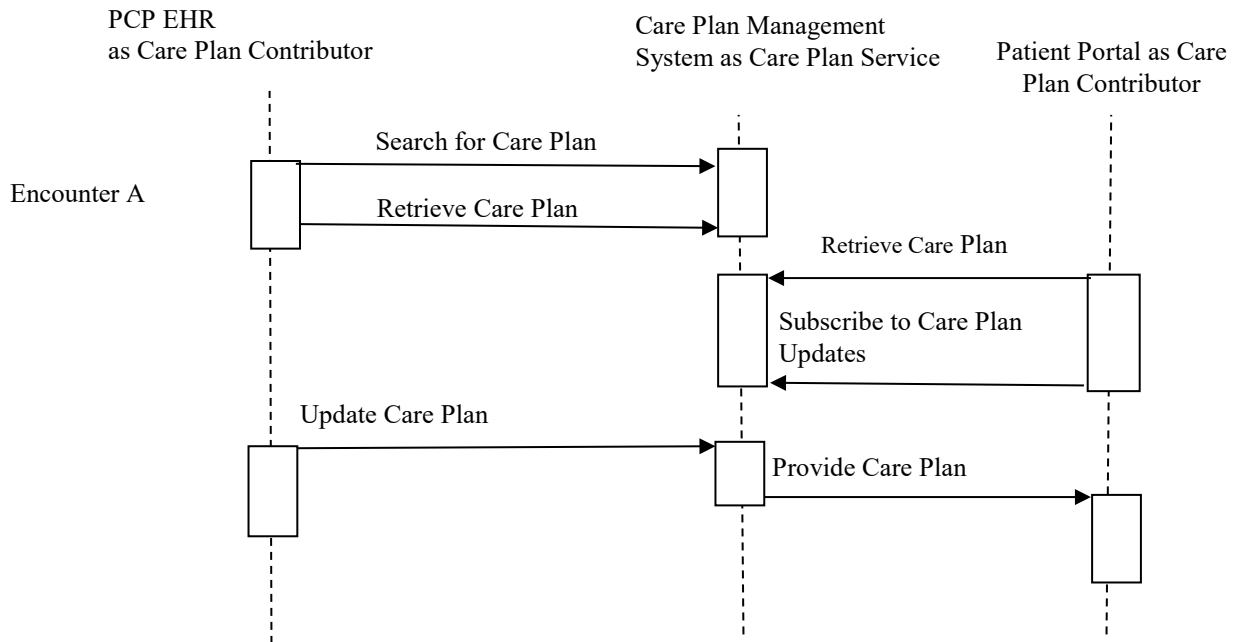 PCP EHR
as Care Plan Contributor
Care Plan Management
System as Care Plan Service
Patient Portal as Care
Plan Contributor
Search for Care Plan
Encounter A
Retrieve Care Plan
Retrieve Care Plan
Subscribe to Care Plan
Updates
Update Care Plan
Provide Care Plan